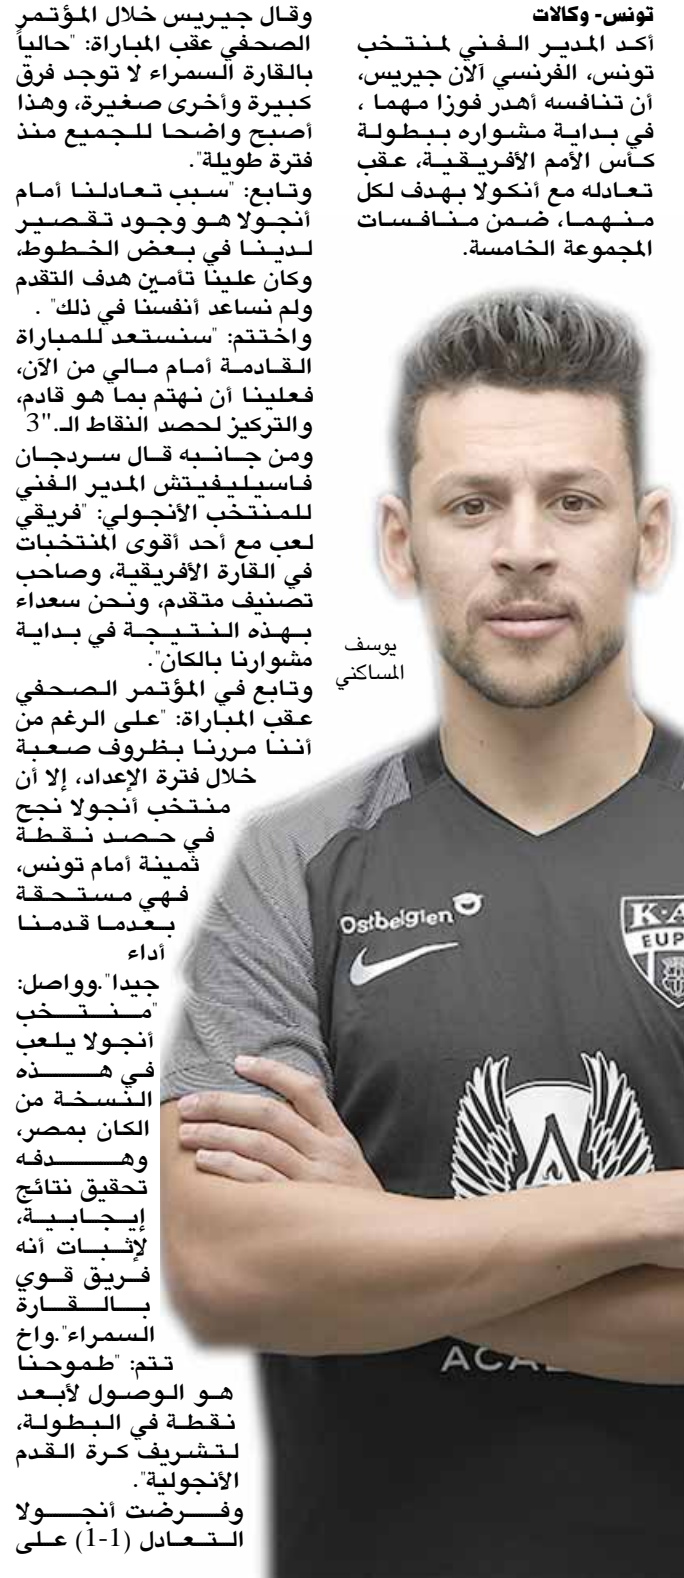 تونس- وكالات
أكد المدير الفني لمنتخب
تونس، الفرنسي آلان جيريس،
أن تنافسه أهدر فوزا مهما ،
في بداية مشواره ببطولة
كأس الأمم الأفريقية، عقب
تعادله مع أنكولا بهدف لكل
منهما، ضمن منافسات
المجموعة الخامسة.
وقال جيريس خلال المؤتمر
الصحفي عقب المباراة: "حالياً
بالقارة السمراء لا توجد فرق
كبيرة وأخرى صغيرة، وهذا
أصبح واضحا للجميع منذ
فترة طويلة".
وتابع: "سبب تعادلنا أمام
أنجولا هو وجود تقصير
لدينا في بعض الخطوط،
وكان علينا تأمين هدف التقدم
ولم نساعد أنفسنا في ذلك" .
واختتم: "سنستعد للمباراة
القادمة أمام مالي من الآن،
فعلينا أن نهتم بما هو قادم،
والتركيز لحصد النقاط الـ."3
ومن جانبه قال سردجان
فاسيليفيتش المدير الفني
للمنتخب الأنجولي: "فريقي
لعب مع أحد أقوى المنتخبات
في القارة الأفريقية، وصاحب
تصنيف متقدم، ونحن سعداء
بهذه النتيجة في بداية
مشوارنا بالكان".
وتابع في المؤتمر الصحفي
عقب المباراة: "على الرغم من
أننا مررنا بظروف صعبة
خلال فترة الإعداد، إلا أن
منتخب أنجولا نجح
في حصد نقطة
ثمينة أمام تونس،
فهي مستحقة
بعدما قدمنا
أداء
جيدا".وواصل:
"منتخب
أنجولا يلعب
في هذه
النسخة من
الكان بمصر،
وهدفه
تحقيق نتائج
إيجابية،
لإثبات أنه
فريق قوي
بالقارة
السمراء".واخ
تتم: "طموحنا
هو الوصول لأبعد
نقطة في البطولة،
لتشريف كرة القدم
الأنجولية".
وفرضت أنجولا
التعادل (1-1) على
يوسف
المساكني
Ostbelgien
K·A
EUP
ACA